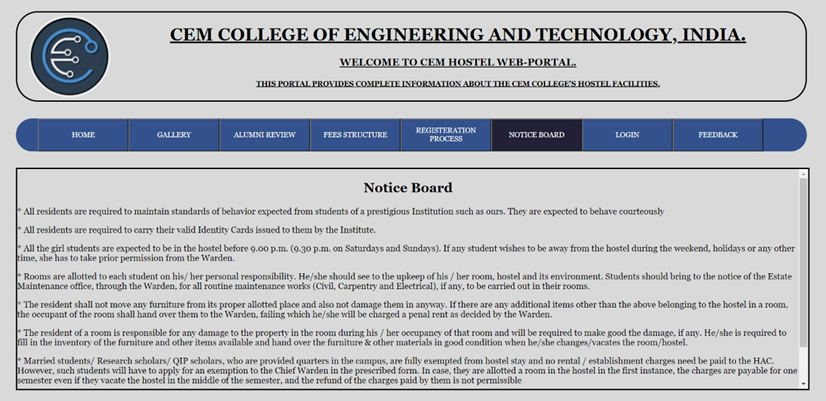 CEM COLLEGE OF ENGINEERING AND TECHNOLOGY, INDIA.
WELCOME TO CEM HOSTEL WEB-PORTAL.
THIS PORTAL PROVIDES COMPLETE INFORMATION ABOUT THE CEM COLLEGE'S HOSTEL FACILITIES.
HOME
GALLERY
ALUMNI REVIEW
FEES STRUCTURE
REGISTERATION
PROCESS
NOTICE BOARD
LOGIN
FEEDBACK
Notice Board
* All residents are required to maintain standards of behavior expected from students of a prestigious Institution such as ours. They are expected to behave courteously
* All residents are required to carry their valid Identity Cards issued to them by the Institute.
* All the girl students are expected to be in the hostel before 9.00 p.m. (9.30 p.m. on Saturdays and Sundays). If any student wishes to be away from the hostel during the weekend, holidays or any other
time, she has to take prior permission from the Warden.
* Rooms are allotted to each student on his/ her personal responsibility. He/she should see to the upkeep of his / her room, hostel and its environment. Students should bring to the notice of the Estate
Maintenance office, through the Warden, for all routine maintenance works (Civil, Carpentry and Electrical), if any, to be carried out in their rooms.
* The resident shall not move any furniture from its proper allotted place and also not damage them in anyway. If there are any additional items other than the above belonging to the hostel in a room,
the occupant of the room shall hand over them to the Warden, failing which he/she will be charged a penal rent as decided by the Warden.
* The resident of a room is responsible for any damage to the property in the room during his / her occupancy of that room and will be required to make good the damage, if any. He/she is required to
fill in the inventory of the furniture and other items available and hand over the furniture & other materials in good condition when he/she changes/vacates the room/hostel.
* Married students/ Research scholars/ QIP scholars, who are provided quarters in the campus, are fully exempted from hostel stay and no rental / establishment charges need be paid to the HAC.
However, such students will have to apply for an exemption to the Chief Warden in the prescribed form. In case, they are allotted a room in the hostel in the first instance, the charges are payable for one
semester even if they vacate the hostel in the middle of the semester, and the refund of the charges paid by them is not permissible